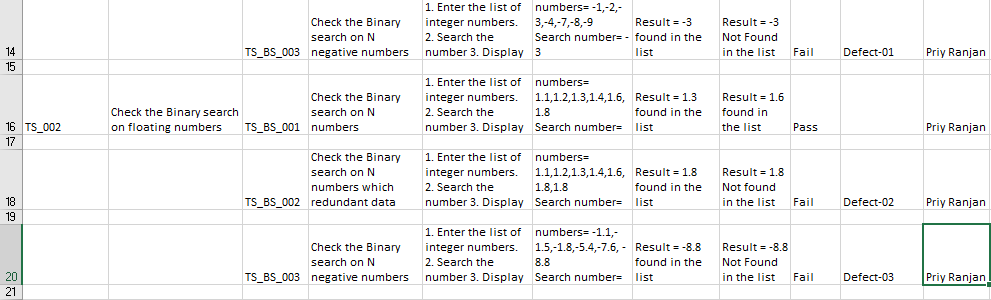 14 TS_BS_003 Check the Binary search on N negative numbers 1. Enter the list of integer numbers. 2. Search the number 3. Display numbers= -1,-2,-3,-4,-7,-8,-9 Search number= -3 Result = -3 found in the list Result = -3 Not Found in the list Fail Defect-01 Priy Ranjan
15
16 TS_002 Check the Binary search on floating numbers TS_BS_001 Check the Binary search on N numbers 1. Enter the list of integer numbers. 2. Search the number 3. Display numbers= 1.1,1.2,1.3,1.4,1.6,1.8 Search number= Result = 1.3 found in the list Result = 1.6 found in the list Pass Priy Ranjan
17
18 TS_BS_002 Check the Binary search on N numbers which redundant data 1. Enter the list of integer numbers. 2. Search the number 3. Display numbers= 1.1,1.2,1.3,1.4,1.6,1.8,1.8 Search number= Result = 1.8 found in the list Result = 1.8 Not found in the list Fail Defect-02 Priy Ranjan
19
20 TS_BS_003 Check the Binary search on N negative numbers 1. Enter the list of integer numbers. 2. Search the number 3. Display numbers= -1.1,-1.5,-1.8,-5.4,-7.6, -8.8 Search number= Result = -8.8 found in the list Result = -8.8 Not Found in the list Fail Defect-03 Priy Ranjan
21